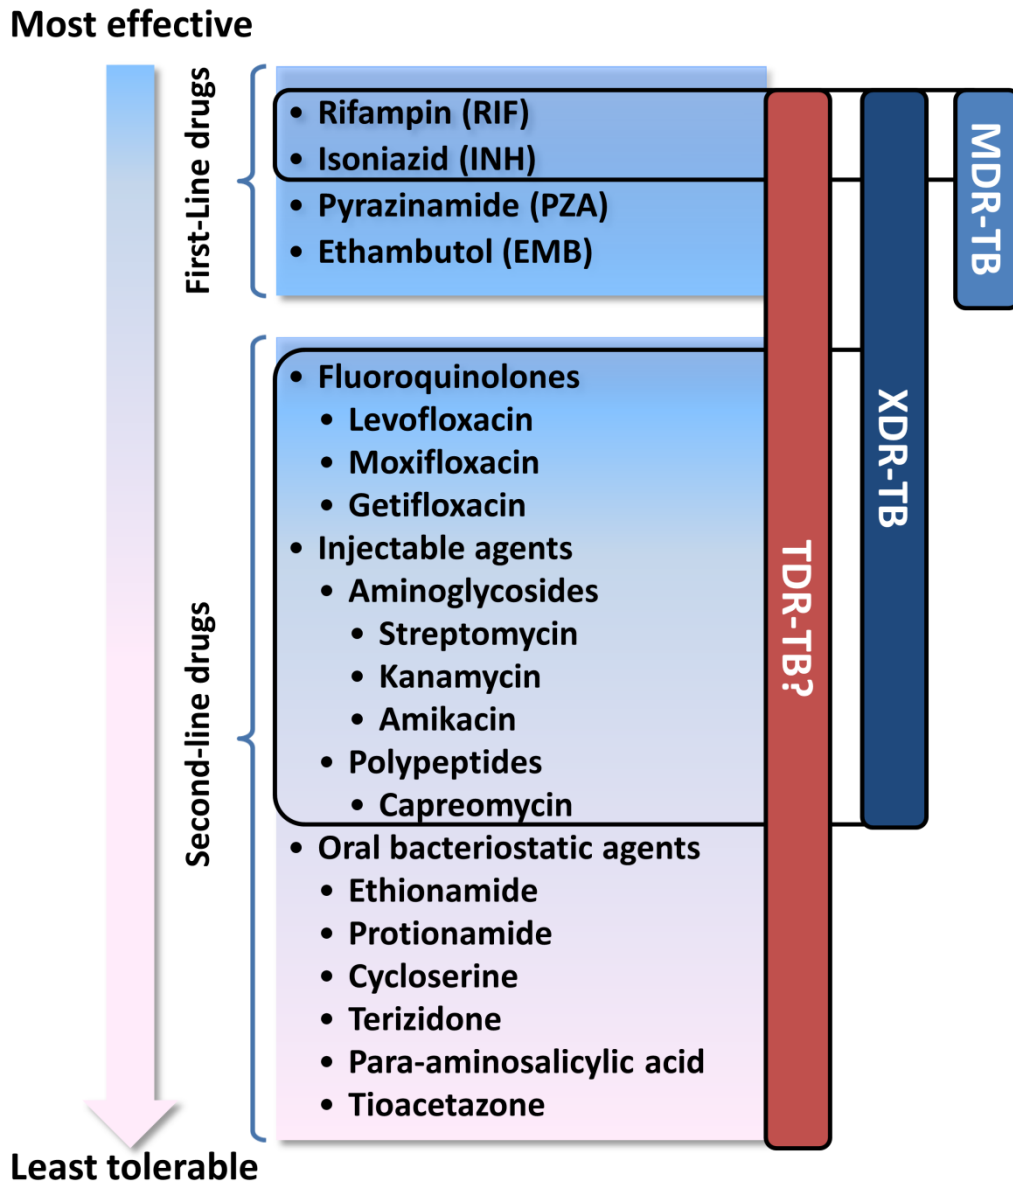 Most effective
First-Line drugs
• Rifampin (RIF)
• Isoniazid (INH)
• Pyrazinamide (PZA)
• Ethambutol (EMB)
Second-line drugs
• Fluoroquinolones
• Levofloxacin
• Moxifloxacin
• Getifloxacin
• Injectable agents
• Aminoglycosides
• Streptomycin
• Kanamycin
• Amikacin
• Polypeptides
• Capreomycin
• Oral bacteriostatic agents
• Ethionamide
• Protionamide
• Cycloserine
• Terizidone
• Para-aminosalicylic acid
• Tioacetazone
TDR-TB?
XDR-TB
MDR-TB
Least tolerable